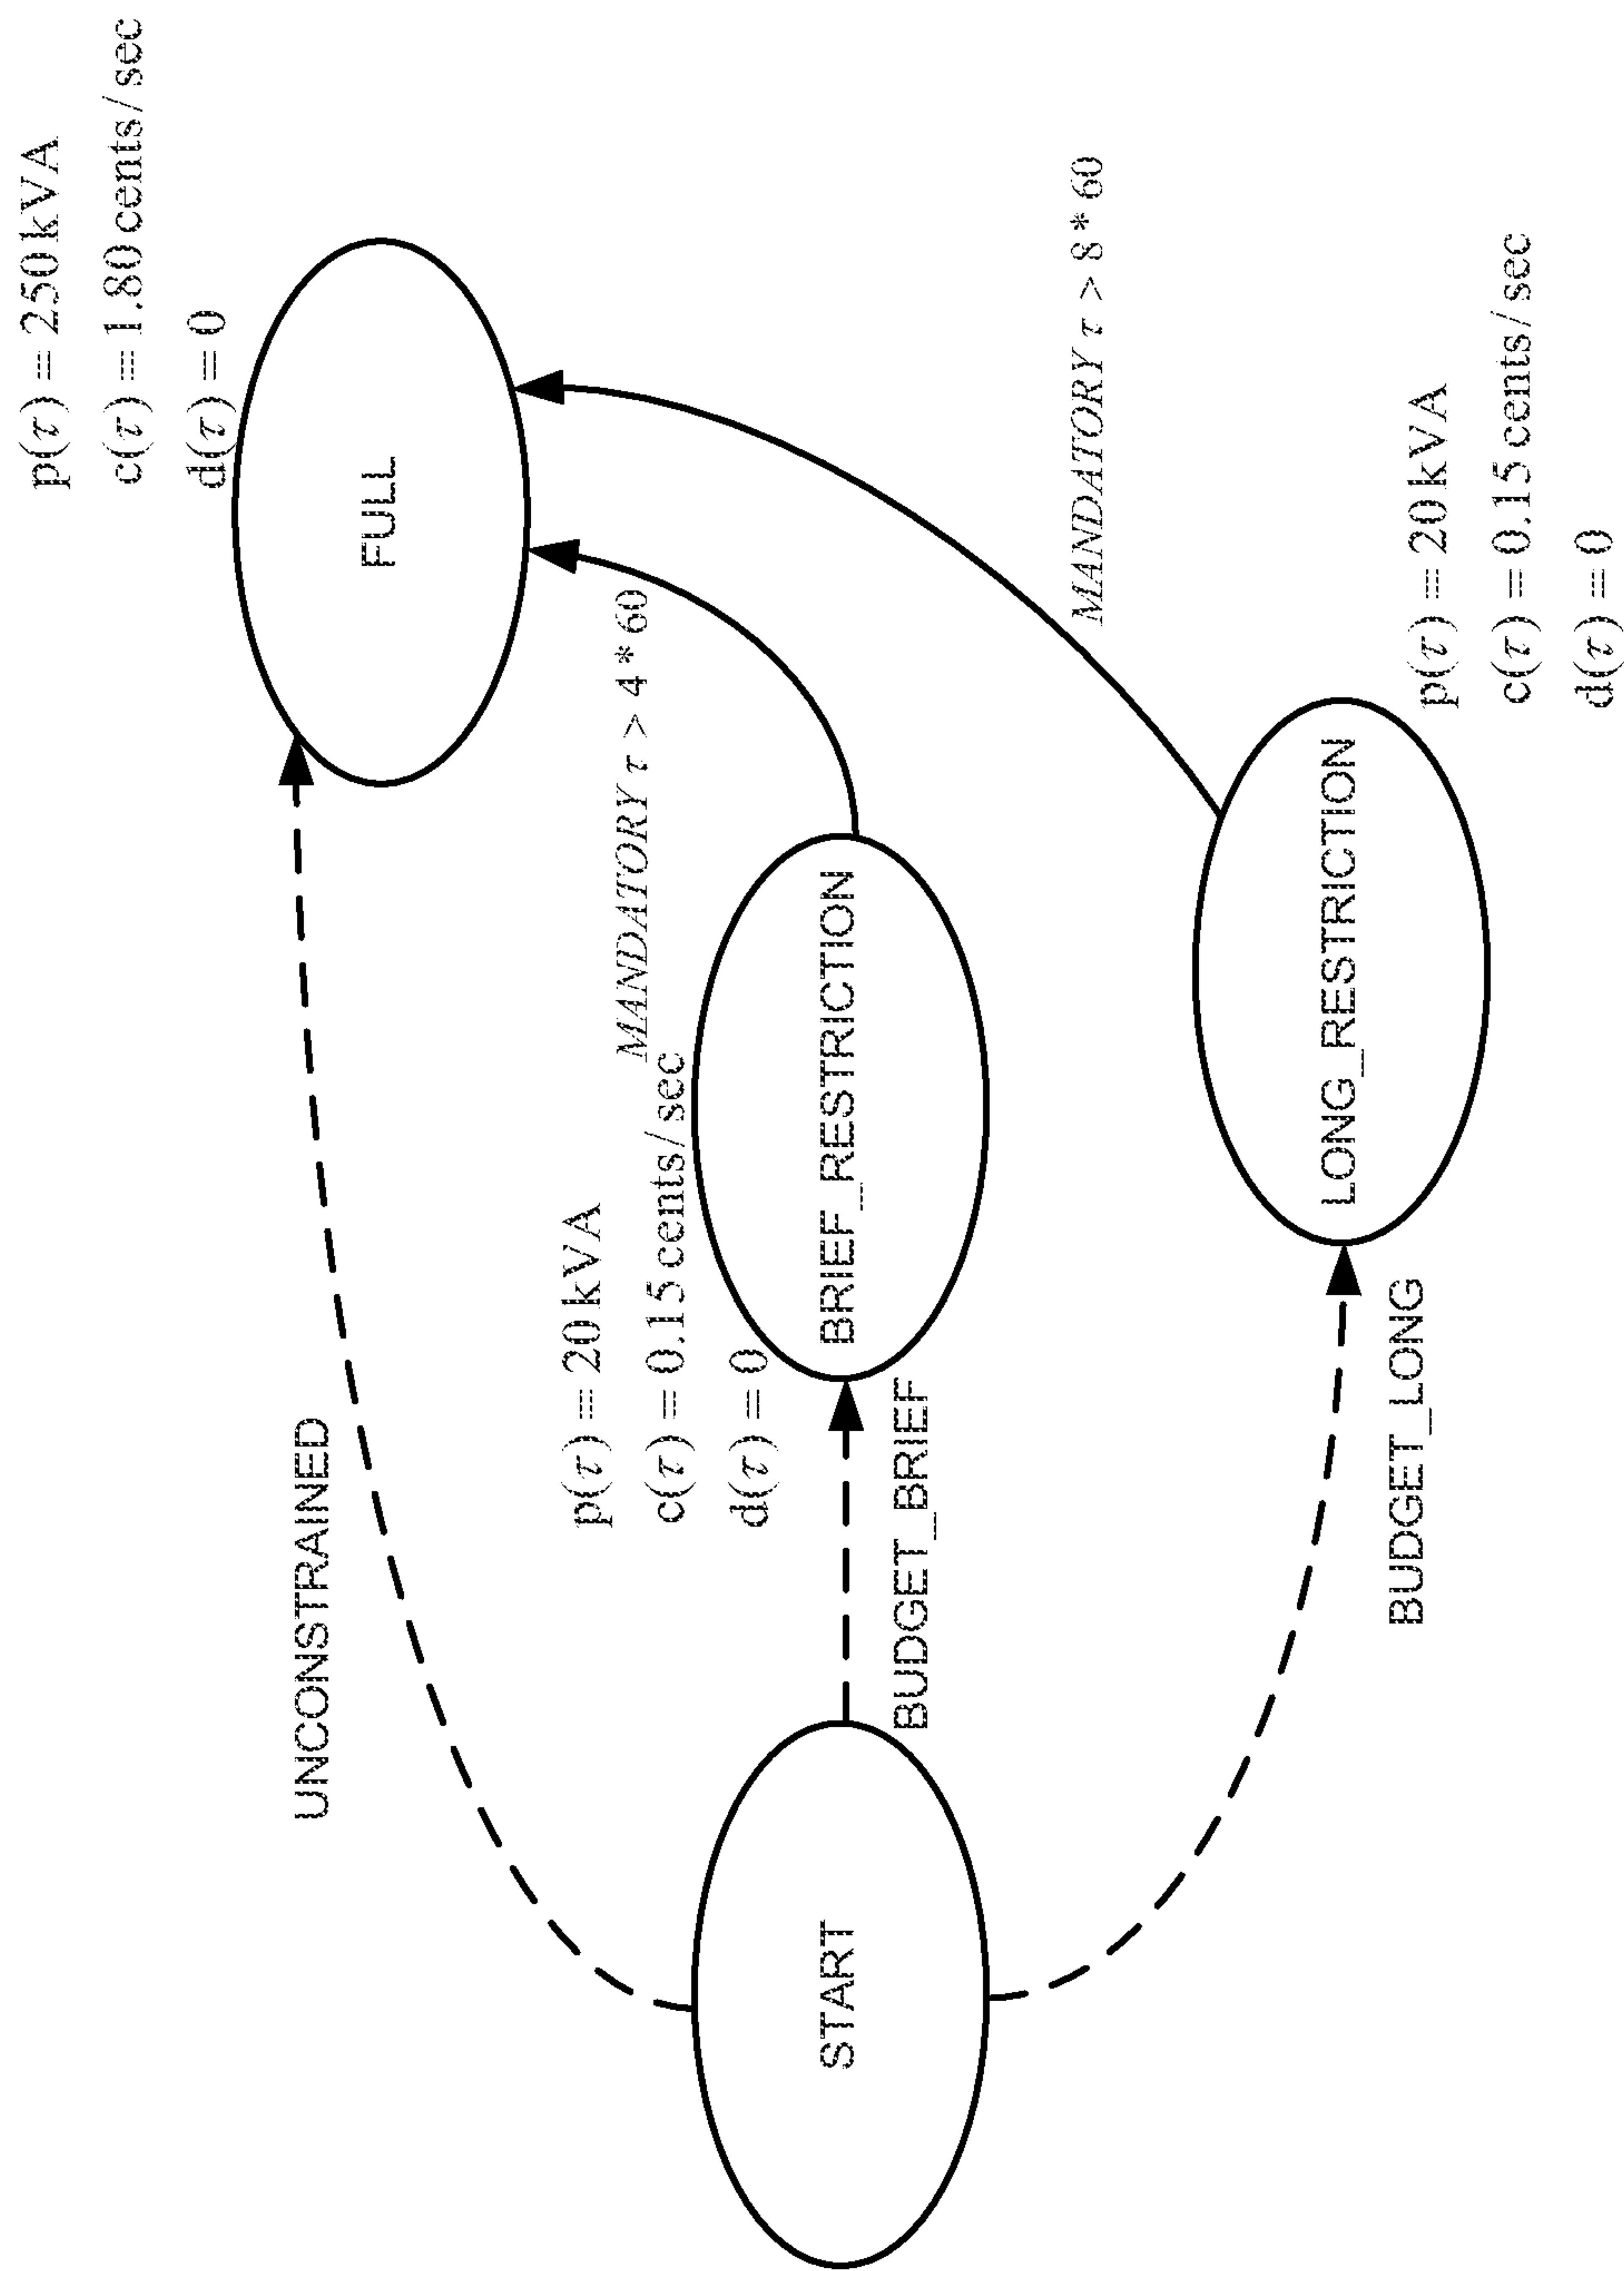 p(τ) = 250 kVA
c(τ) = 1.80 cents/sec
d(τ) = 0
FULL
UNCONSTRAINED
p(τ) = 20 kVA
c(τ) = 0.15 cents/sec
d(τ) = 0
MANDATORY τ > 4 * 60
START
BUDGET_BRIEF
BRIEF_RESTRICTION
MANDATORY τ > 8 * 60
BUDGET_LONG
LONG_RESTRICTION
p(τ) = 20 kVA
c(τ) = 0.15 cents/sec
d(τ) = 0